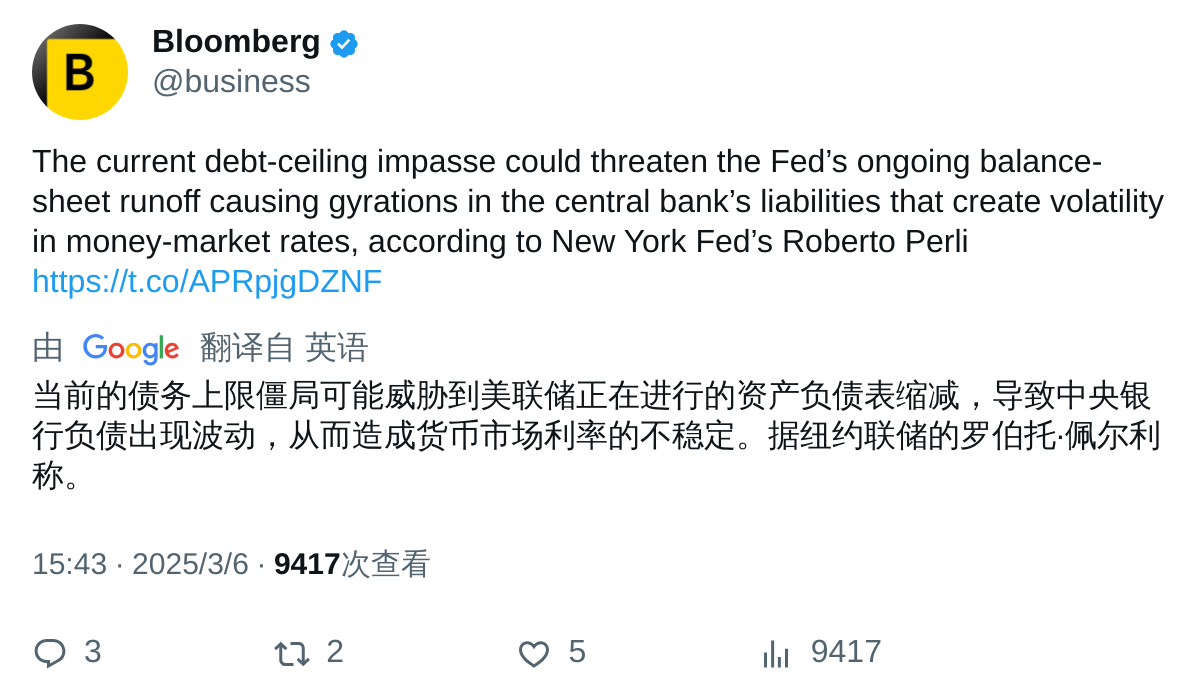 B
Bloomberg
@business
The current debt-ceiling impasse could threaten the Fed’s ongoing balance-
sheet runoff causing gyrations in the central bank’s liabilities that create volatility
in money-market rates, according to New York Fed’s Roberto Perli
https://t.co/APRpjgDZNF
由 Google 翻译自 英语
当前的债务上限僵局可能威胁到美联储正在进行的资产负债表缩减，导致中央银
行负债出现波动，从而造成货币市场利率的不稳定。据纽约联储的罗伯托·佩尔利
称。
15:43 · 2025/3/6 · 9417次查看
3 2 5 9417